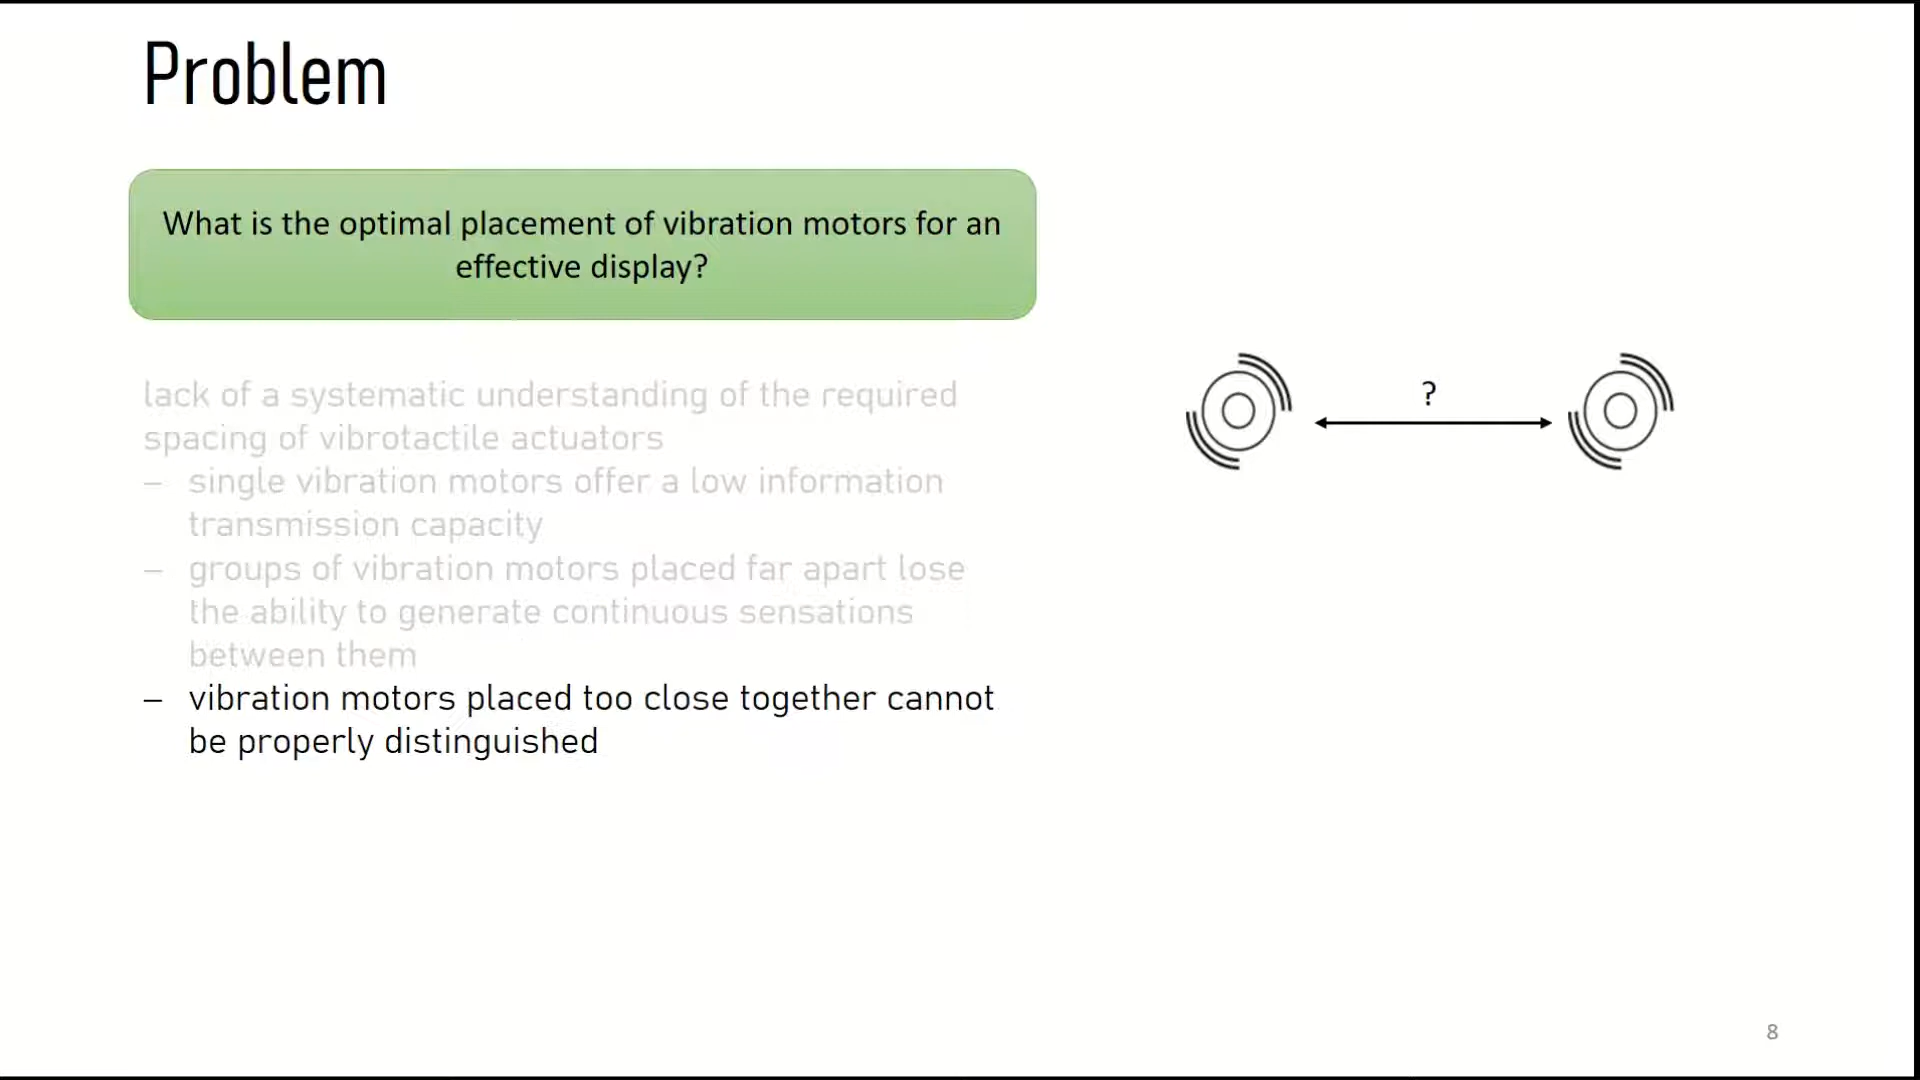 Problem
What is the optimal placement of vibration motors for an
effective display?
lack of a systematic understanding of the required
spacing of vibrotactile actuators
– single vibration motors offer a low information
transmission capacity
– groups of vibration motors placed far apart lose
the ability to generate continuous sensations
between them
– vibration motors placed too close together cannot
be properly distinguished
?
8